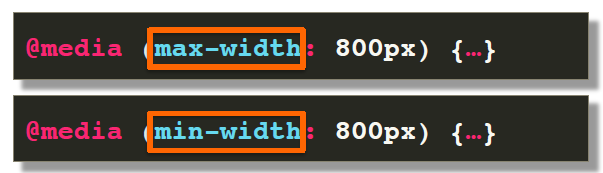 @media (max-width: 800px) {…}
@media (min-width: 800px) {…}